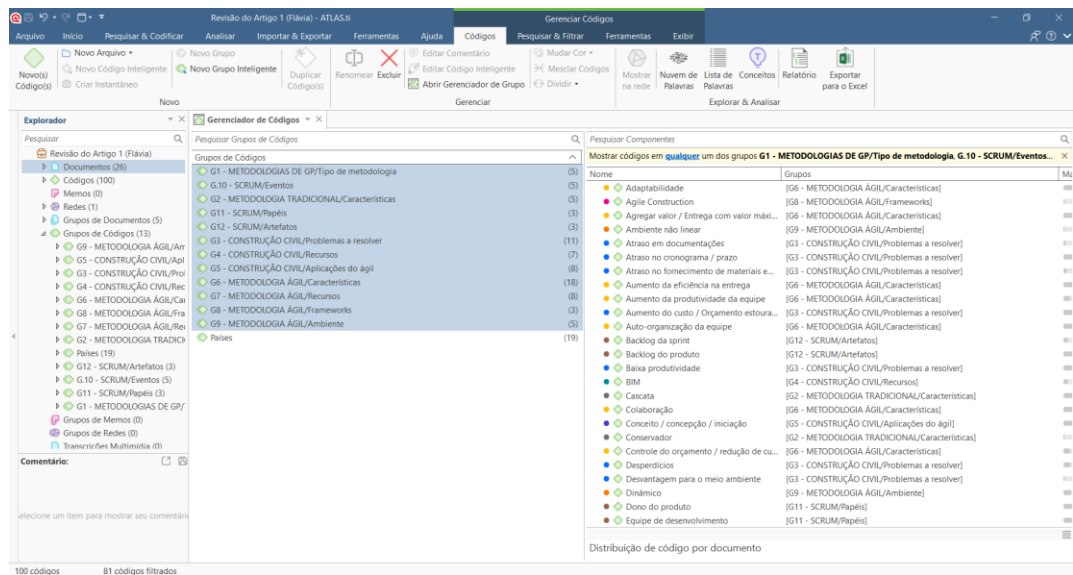 Revisão do Artigo 1 (Flávia) - ATLAS.ti
Gerenciar Códigos
Arquivo Início Pesquisar & Codificar Analisar Importar & Exportar Ferramentas Ajuda Códigos Pesquisar & Filtrar Ferramentas Exibir
Novo(s) Código(s)
Novo Arquivo
Novo Código Inteligente
Criar Instantâneo
Novo Grupo
Novo Grupo Inteligente
Duplicar Código(s)
Novo
Renomear
Excluir
Editar Comentário
Editar Código Inteligente
Abrir Gerenciador de Grupo
Mudar Cor
Mesclar Códigos
Dividir
Gerenciar
Mostrar na rede
Nuvem de Palavras
Lista de Palavras
Conceitos
Relatório
Exportar para o Excel
Explorar & Analisar
Explorador
Pesquisar
Revisão do Artigo 1 (Flávia)
Documentos (26)
Códigos (100)
Memos (0)
Redes (1)
Grupos de Documentos (5)
Grupos de Códigos (13)
G9 - METODOLOGIA ÁGIL/Am
G5 - CONSTRUÇÃO CIVIL/Apl
G3 - CONSTRUÇÃO CIVIL/Prol
G4 - CONSTRUÇÃO CIVIL/Rec
G6 - METODOLOGIA ÁGIL/Cai
G8 - METODOLOGIA ÁGIL/Fra
G7 - METODOLOGIA ÁGIL/Rei
G2 - METODOLOGIA TRADICI
Países (19)
G12 - SCRUM/Artefatos (3)
G.10 - SCRUM/Eventos (5)
G11 - SCRUM/Papéis (3)
G1 - METODOLOGIAS DE GP/
Grupos de Memos (0)
Grupos de Redes (0)
Transcrições Multimídia (0)
Comentário:
selecione um item para mostrar seu comentári
Gerenciador de Códigos
Pesquisar Grupos de Códigos
Grupos de Códigos
G1 - METODOLOGIAS DE GP/Tipo de metodologia (5)
G.10 - SCRUM/Eventos (5)
G2 - METODOLOGIA TRADICIONAL/Características (5)
G11 - SCRUM/Papéis (3)
G12 - SCRUM/Artefatos (3)
G3 - CONSTRUÇÃO CIVIL/Problemas a resolver (11)
G4 - CONSTRUÇÃO CIVIL/Recursos (7)
G5 - CONSTRUÇÃO CIVIL/Aplicações do ágil (8)
G6 - METODOLOGIA ÁGIL/Características (18)
G7 - METODOLOGIA ÁGIL/Recursos (8)
G8 - METODOLOGIA ÁGIL/Frameworks (3)
G9 - METODOLOGIA ÁGIL/Ambiente (5)
Países (19)
Pesquisar Componentes
Mostrar códigos em qualquer um dos grupos G1 - METODOLOGIAS DE GP/Tipo de metodologia, G.10 - SCRUM/Eventos...
Nome Grupos Ma
Adaptabilidade [G6 - METODOLOGIA ÁGIL/Características]
Agile Construction [G8 - METODOLOGIA ÁGIL/Frameworks]
Agregar valor / Entrega com valor máxi... [G6 - METODOLOGIA ÁGIL/Características]
Ambiente não linear [G9 - METODOLOGIA ÁGIL/Ambiente]
Atraso em documentações [G3 - CONSTRUÇÃO CIVIL/Problemas a resolver]
Atraso no cronograma / prazo [G3 - CONSTRUÇÃO CIVIL/Problemas a resolver]
Atraso no fornecimento de materiais e... [G3 - CONSTRUÇÃO CIVIL/Problemas a resolver]
Aumento da eficiência na entrega [G6 - METODOLOGIA ÁGIL/Características]
Aumento da produtividade da equipe [G6 - METODOLOGIA ÁGIL/Características]
Aumento do custo / Orçamento estoura... [G3 - CONSTRUÇÃO CIVIL/Problemas a resolver]
Auto-organização da equipe [G6 - METODOLOGIA ÁGIL/Características]
Backlog da sprint [G12 - SCRUM/Artefatos]
Backlog do produto [G12 - SCRUM/Artefatos]
Baixa produtividade [G3 - CONSTRUÇÃO CIVIL/Problemas a resolver]
BIM [G4 - CONSTRUÇÃO CIVIL/Recursos]
Cascata [G2 - METODOLOGIA TRADICIONAL/Características]
Colaboração [G6 - METODOLOGIA ÁGIL/Características]
Conceito / concepção / iniciação [G5 - CONSTRUÇÃO CIVIL/Aplicações do ágil]
Conservador [G2 - METODOLOGIA TRADICIONAL/Características]
Controle do orçamento / redução de cu... [G6 - METODOLOGIA ÁGIL/Características]
Desperdícios [G3 - CONSTRUÇÃO CIVIL/Problemas a resolver]
Desvantagem para o meio ambiente [G3 - CONSTRUÇÃO CIVIL/Problemas a resolver]
Dinâmico [G9 - METODOLOGIA ÁGIL/Ambiente]
Dono do produto [G11 - SCRUM/Papéis]
Equipe de desenvolvimento [G11 - SCRUM/Papéis]
Distribuição de código por documento
100 códigos 81 códigos filtrados